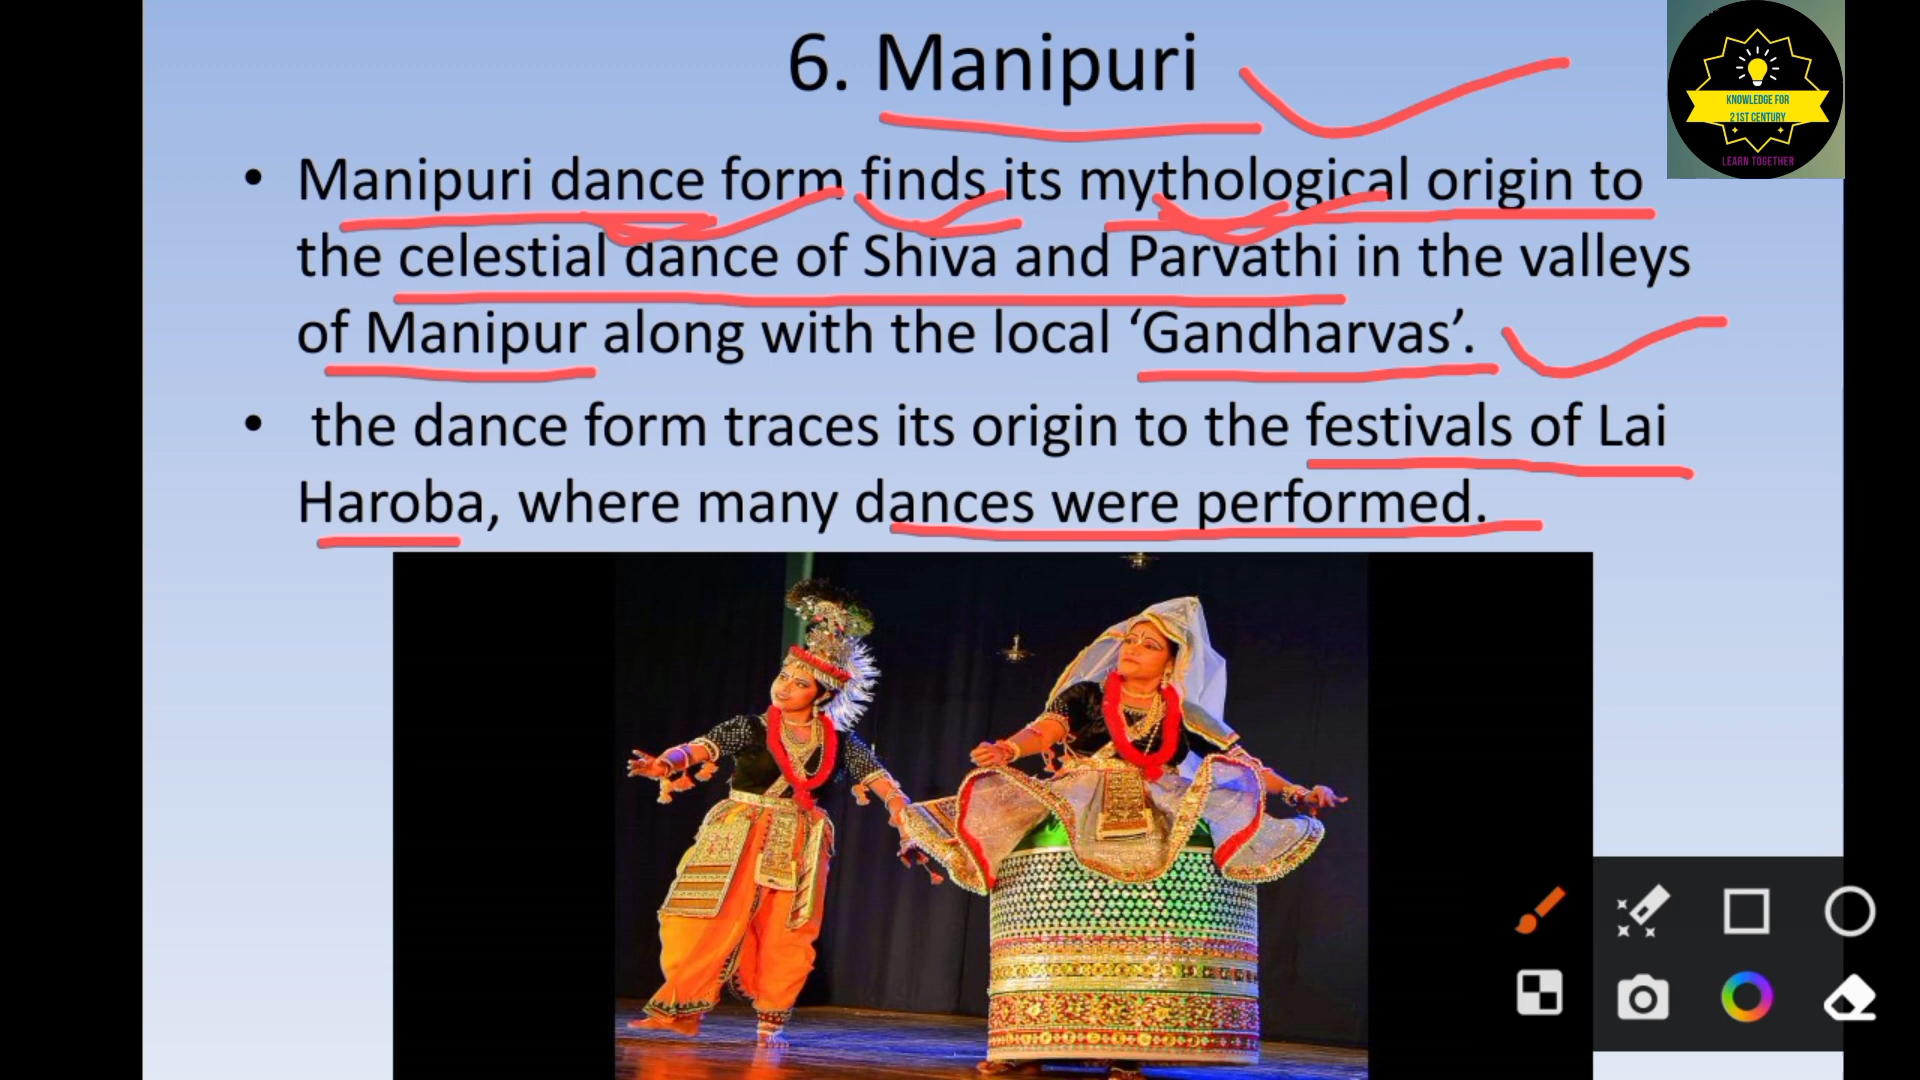 6. Manipuri
• Manipuri dance form finds its mythological origin to
the celestial dance of Shiva and Parvathi in the valleys
of Manipur along with the local ‘Gandharvas’.
• the dance form traces its origin to the festivals of Lai
Haroba, where many dances were performed.
KNOWLEDGE FOR
21ST CENTURY
LEARN TOGETHER